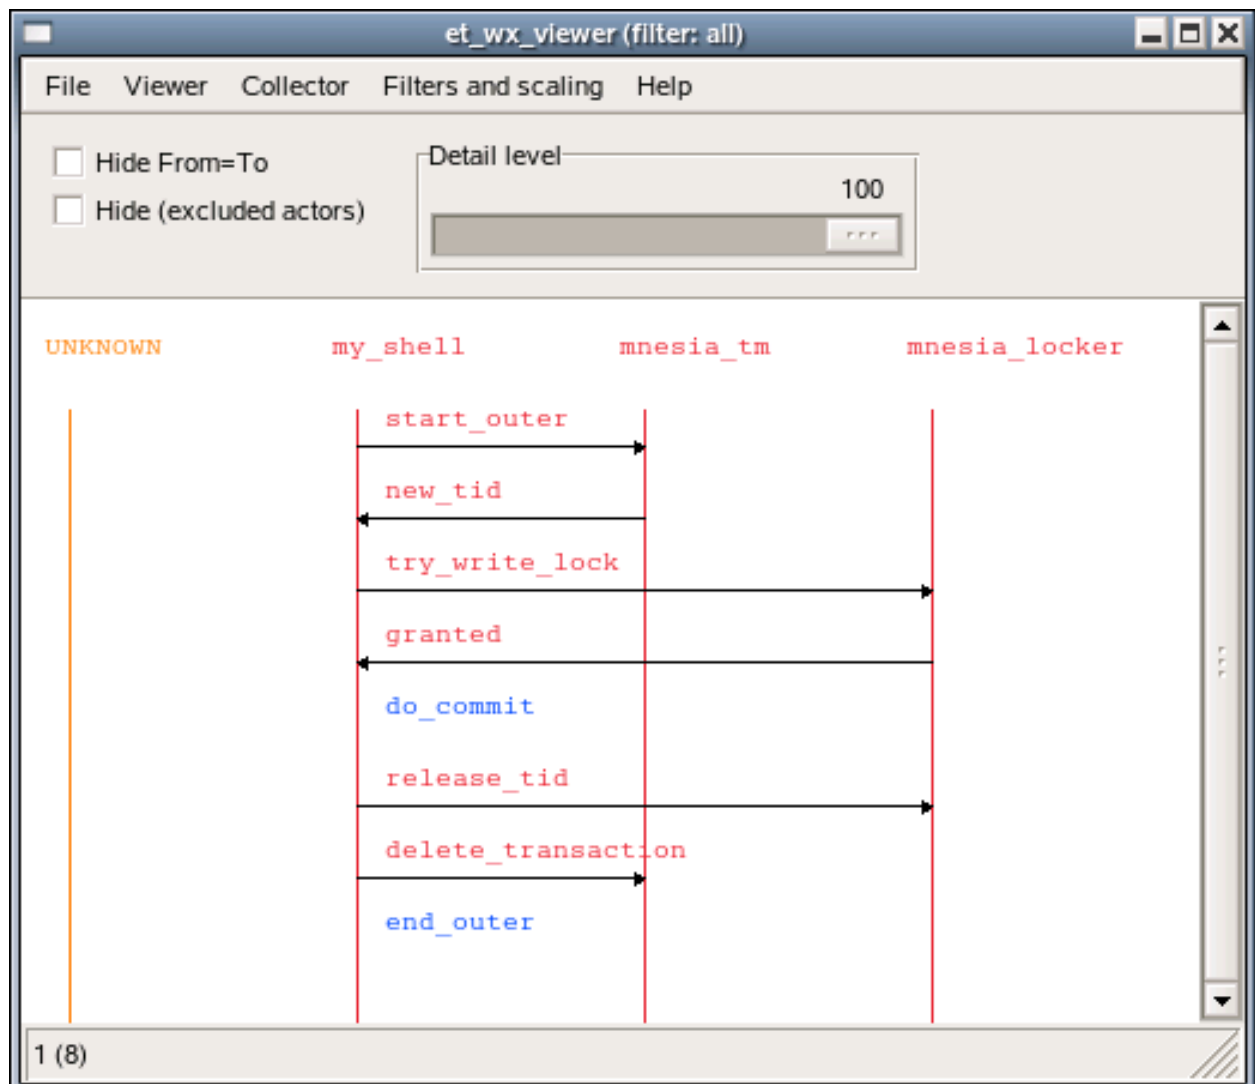 et_wx_viewer (filter: all)
File Viewer Collector Filters and scaling Help
Hide From=To
Hide (excluded actors)
Detail level
100
UNKNOWN my_shell mnesia_tm mnesia_locker
start_outer
new_tid
try_write_lock
granted
do_commit
release_tid
delete_transaction
end_outer
1 (8)